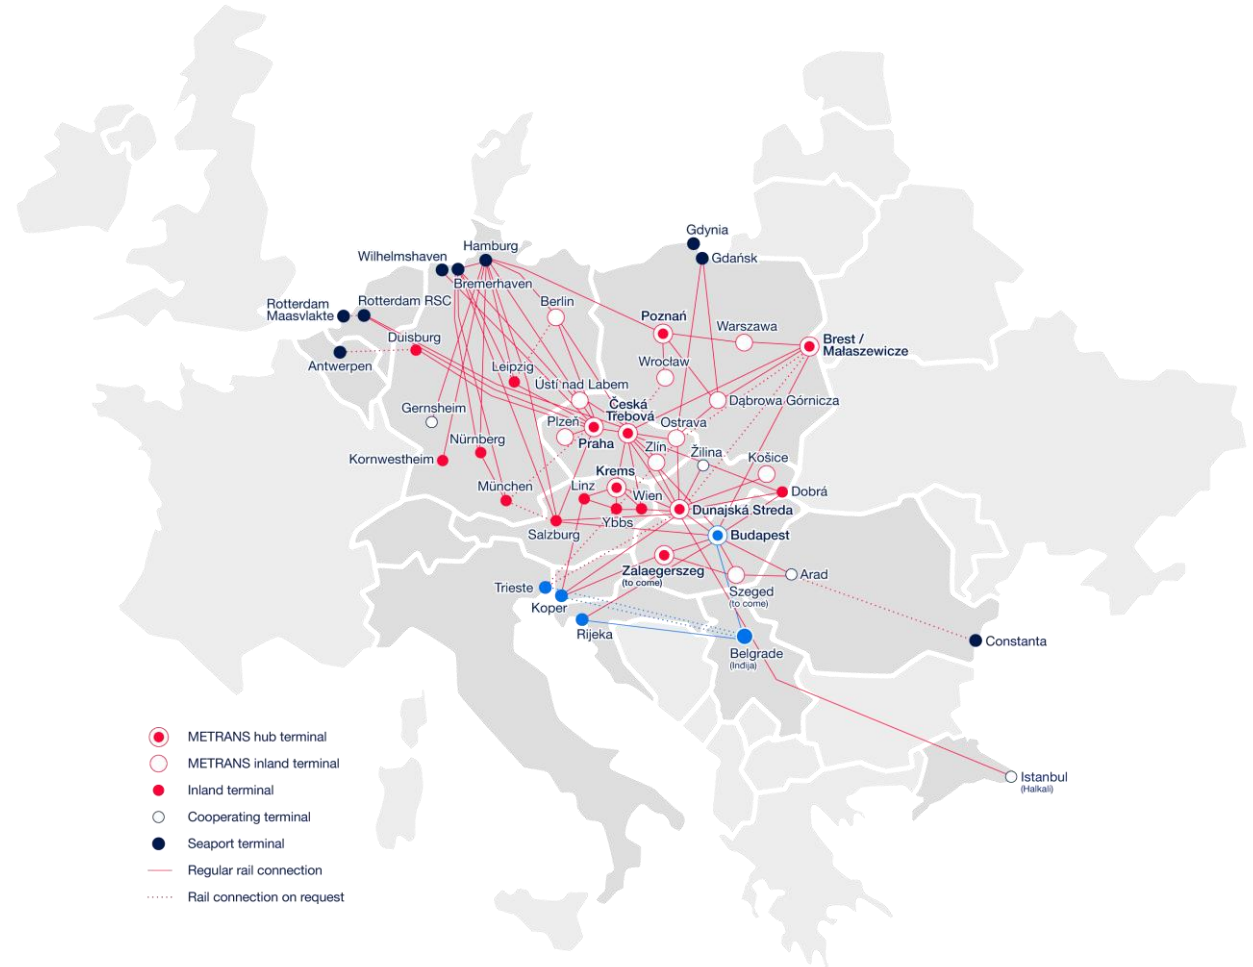 Gdynia
Gdańsk
Hamburg
Wilhelmshaven
Bremerhaven
Rotterdam
Maasvlakte
Rotterdam RSC
Berlin
Poznań
Warszawa
Brest /
Małaszewicze
Duisburg
Antwerpen
Leipzig
Wrocław
Ústí nad Labem
Dąbrowa Górnicza
Gernsheim
Česká
Třebová
Plzeň
Praha
Ostrava
Nürnberg
Kornwestheim
Zlín
Žilina
Košice
Krems
München
Linz
Wien
Dobrá
Dunajská Streda
Ybbs
Salzburg
Budapest
Zalaegerszeg
(to come)
Arad
Trieste
Koper
Szeged
(to come)
Rijeka
Constanta
Belgrade
(Inđija)
METRANS hub terminal
METRANS inland terminal
Inland terminal
Cooperating terminal
Seaport terminal
Regular rail connection
Rail connection on request
Istanbul
(Halkali)